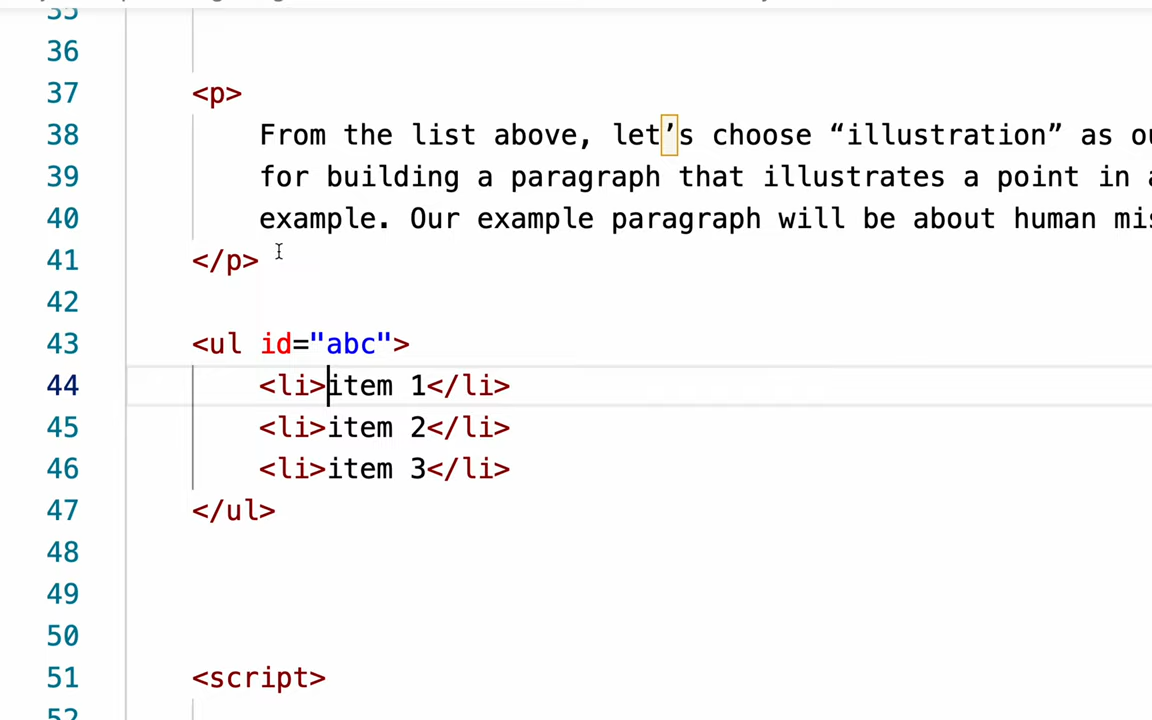 36
37 <p>
38 From the list above, let’s choose “illustration” as
39 for building a paragraph that illustrates a point in
40 example. Our example paragraph will be about human
41 </p>
42
43 <ul id="abc">
44 <li>item 1</li>
45 <li>item 2</li>
46 <li>item 3</li>
47 </ul>
48
49
50
51 <script>